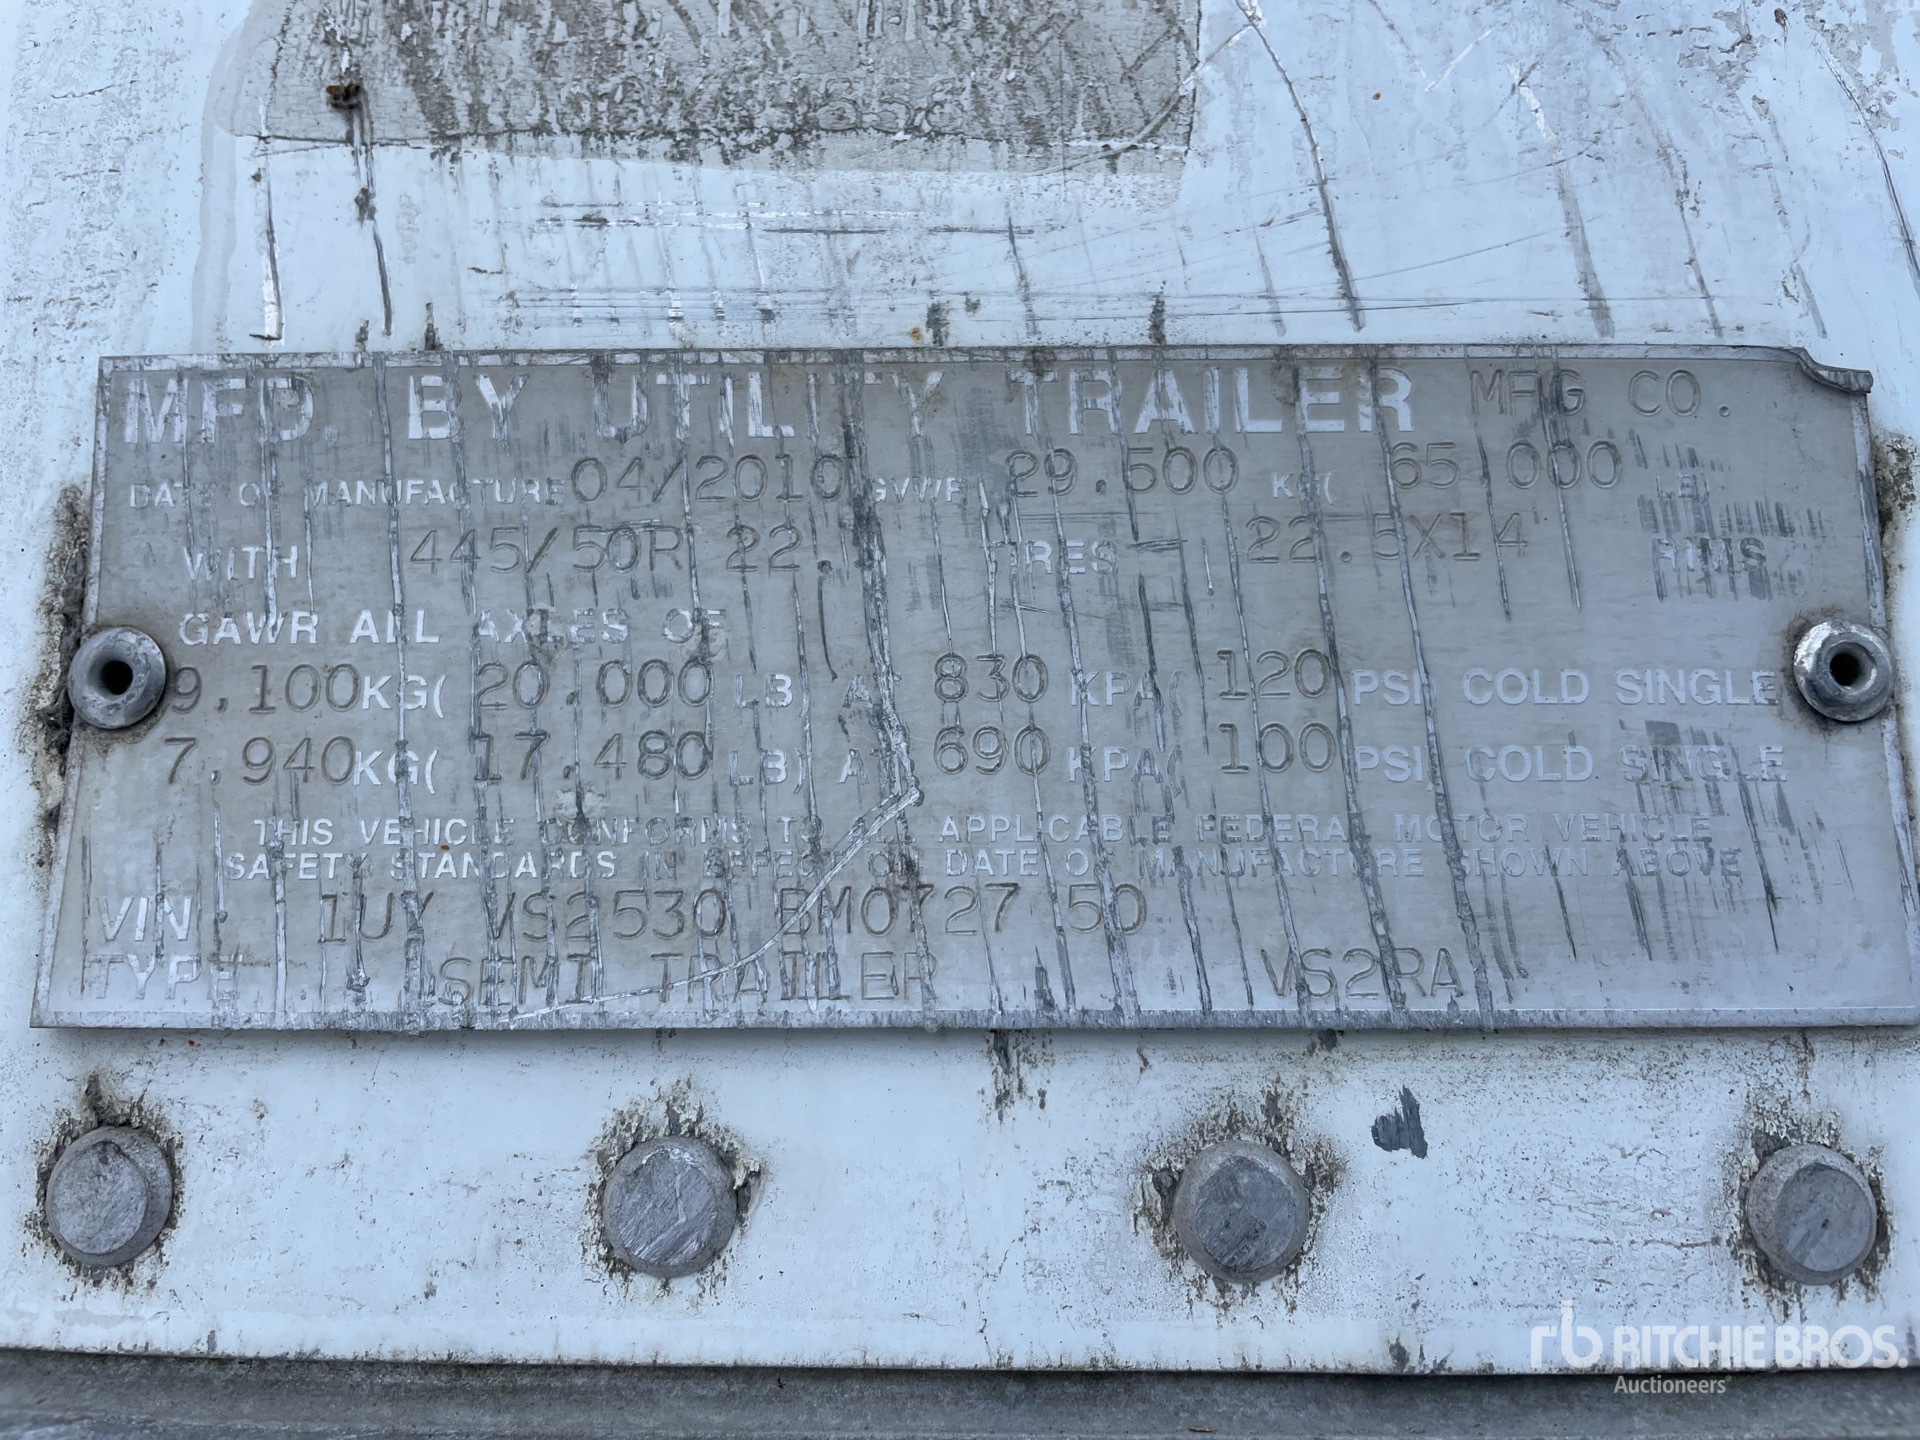 MFD. BY UTILITY TRAILER MFG CO.
DATE OF MANUFACTURE 04/2010 GVWR 29.500 KG( 65.000 LB)
WITH 445/50R 22. TIRES — 22.5X14 RIMS
GAWR ALL AXLES OF
9.100KG( 20.000 LB) AT 830 KPA( 120 PSI, COLD SINGLE
7.940KG( 17.480 LB) AT 690 KPA( 100 PSI, COLD SINGLE
THIS VEHICLE CONFORMS TO ALL APPLICABLE FEDERAL MOTOR VEHICLE
SAFETY STANDARDS IN EFFECT ON DATE OF MANUFACTURE SHOWN ABOVE
VIN 1UY VS2530 BM0727 50
TYPE SEMI TRAILER VS2RA
rb RITCHIE BROS.
Auctioneers